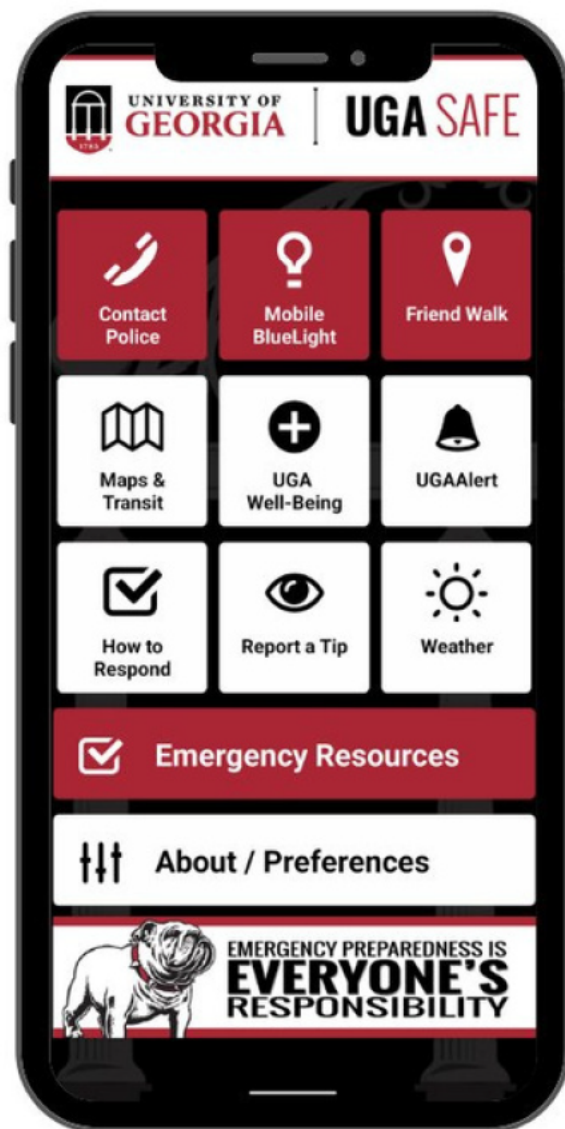 UNIVERSITY OF
GEORGIA
1785
UGA SAFE
Contact
Police
Mobile
BlueLight
Friend Walk
Maps &
Transit
UGA
Well-Being
UGAAlert
How to
Respond
Report a Tip
Weather
Emergency Resources
About / Preferences
EMERGENCY PREPAREDNESS IS
EVERYONE'S
RESPONSIBILITY